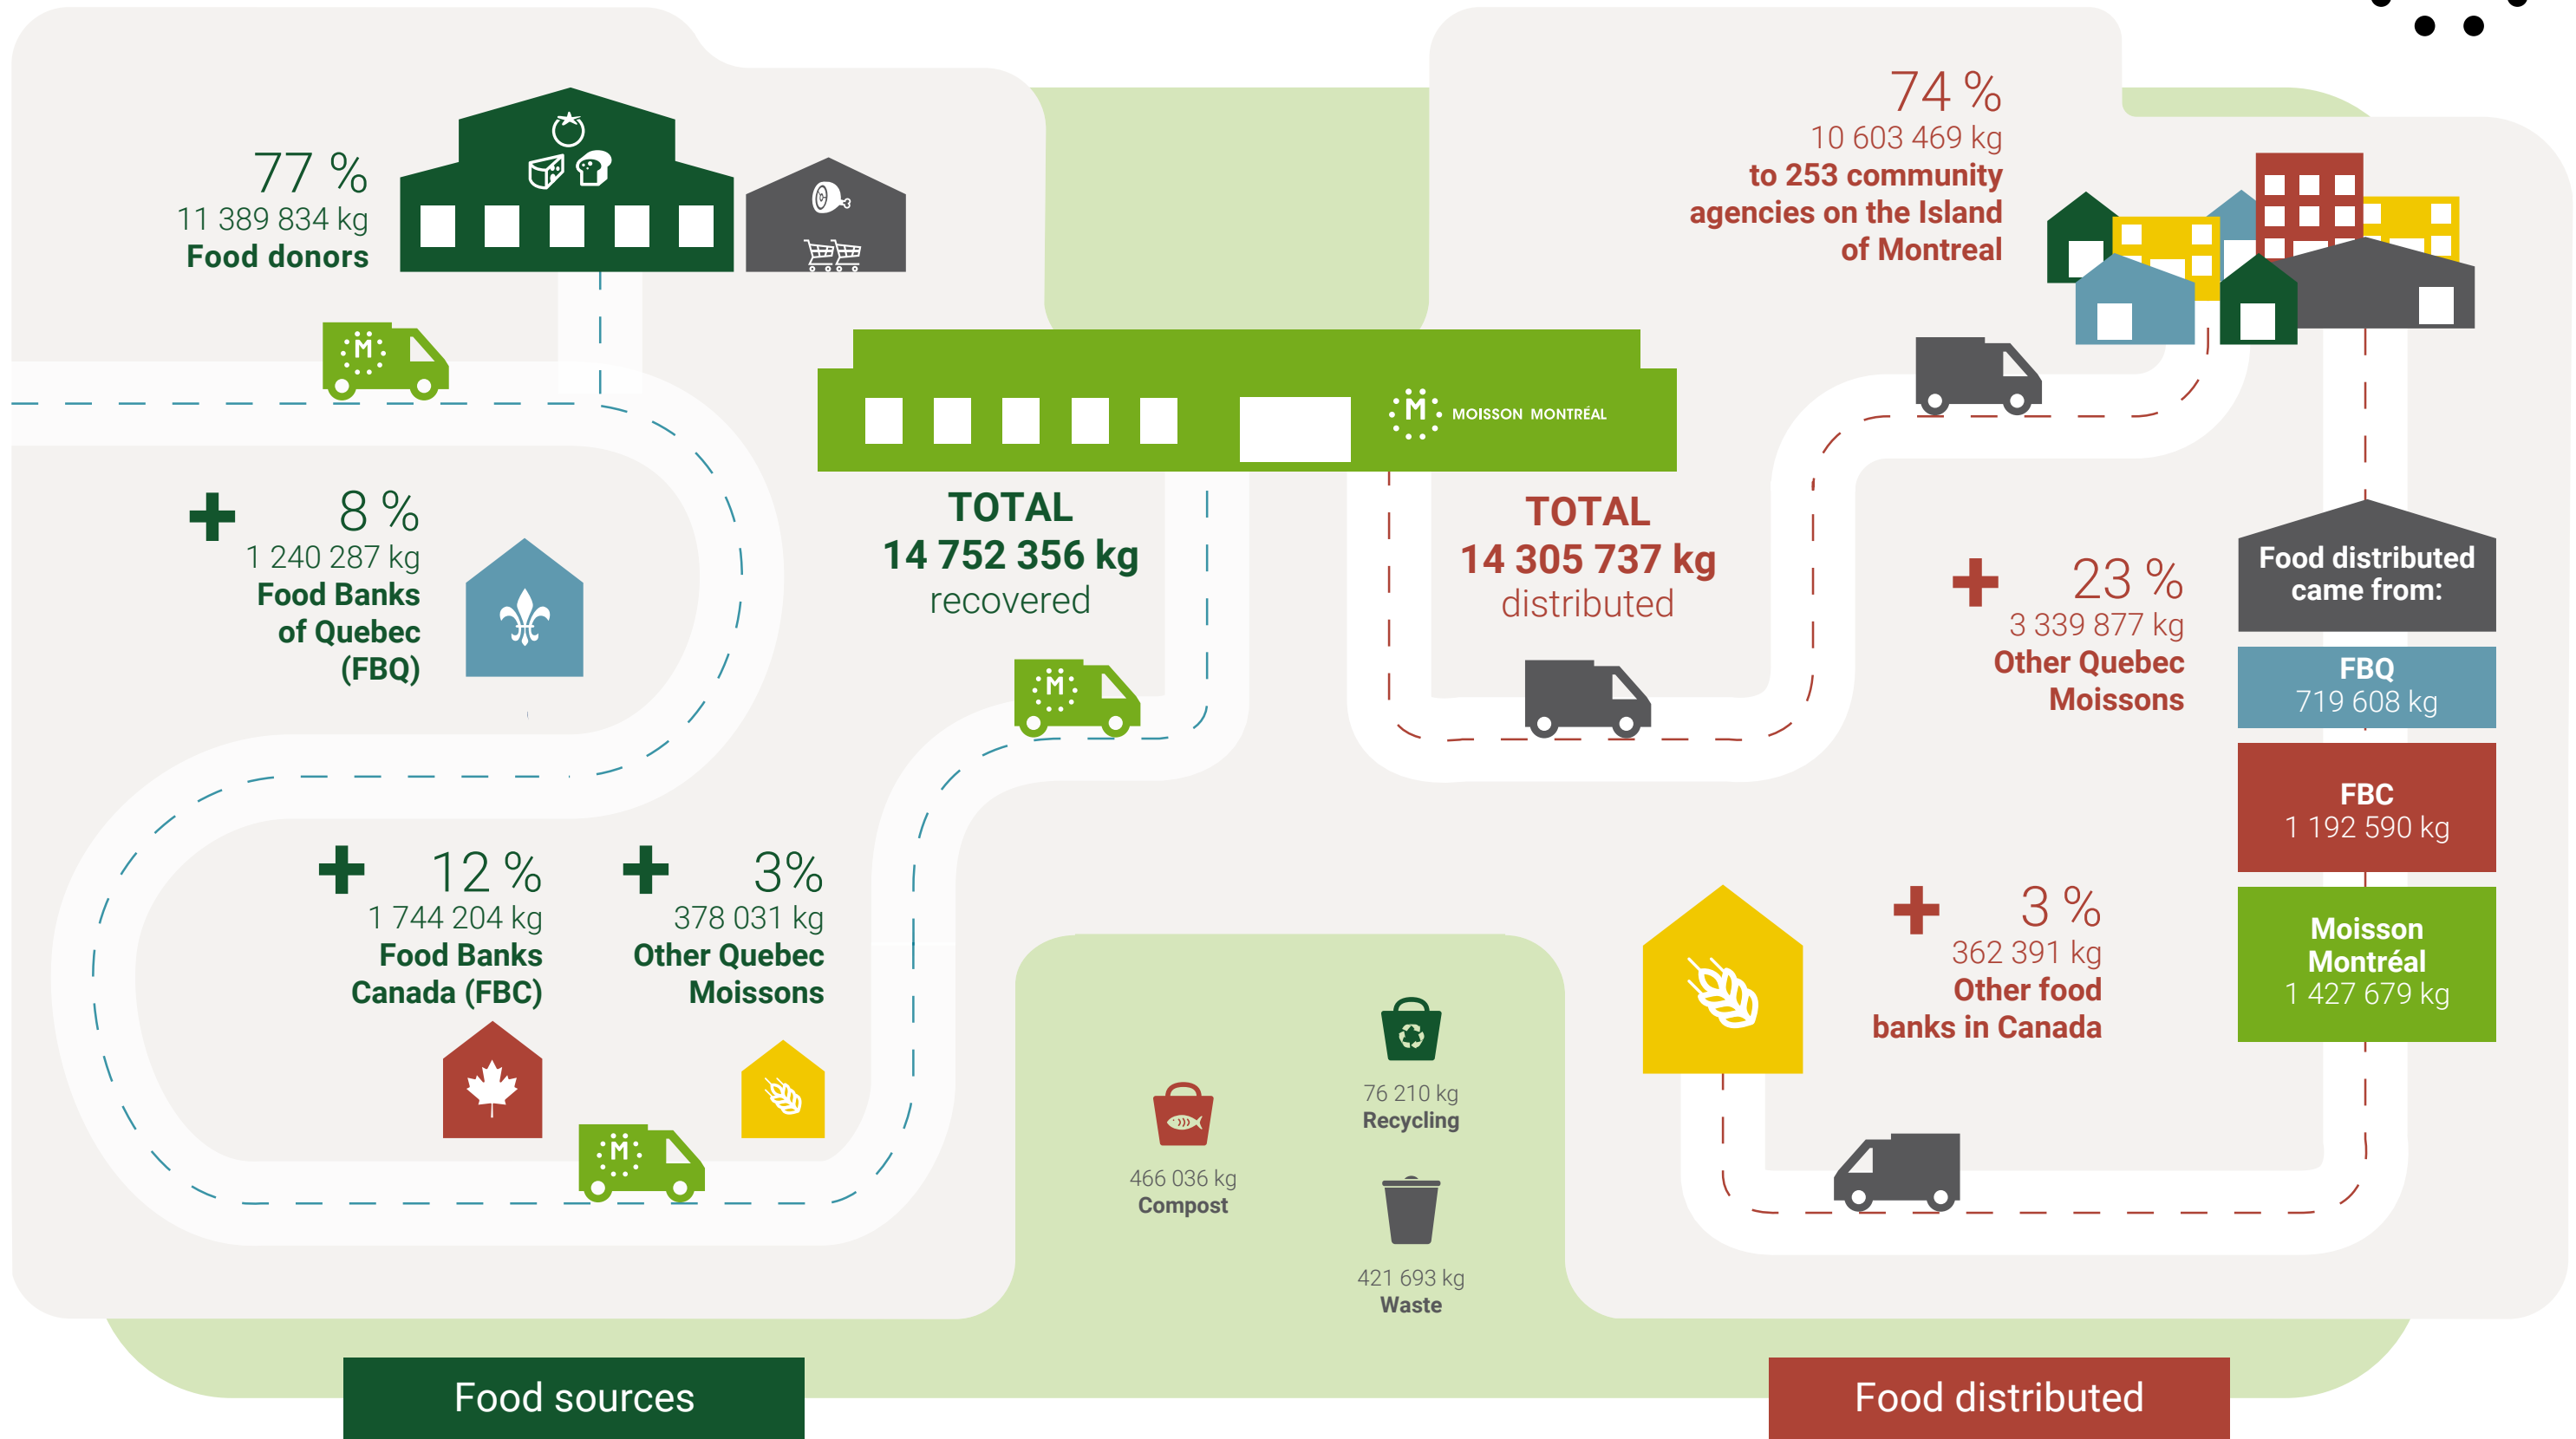 77 %
11 389 834 kg
Food donors
+ 8 %
1 240 287 kg
Food Banks
of Quebec
(FBQ)
+ 12 %
1 744 204 kg
Food Banks
Canada (FBC)
+ 3%
378 031 kg
Other Quebec
Moissons
M MOISSON MONTRÉAL
TOTAL
14 752 356 kg
recovered
TOTAL
14 305 737 kg
distributed
M
M
M
74 %
10 603 469 kg
to 253 community
agencies on the Island
of Montreal
+ 23 %
3 339 877 kg
Other Quebec
Moissons
Food distributed
came from:
FBQ
719 608 kg
FBC
1 192 590 kg
Moisson
Montréal
1 427 679 kg
+ 3 %
362 391 kg
Other food
banks in Canada
466 036 kg
Compost
76 210 kg
Recycling
421 693 kg
Waste
Food sources
Food distributed